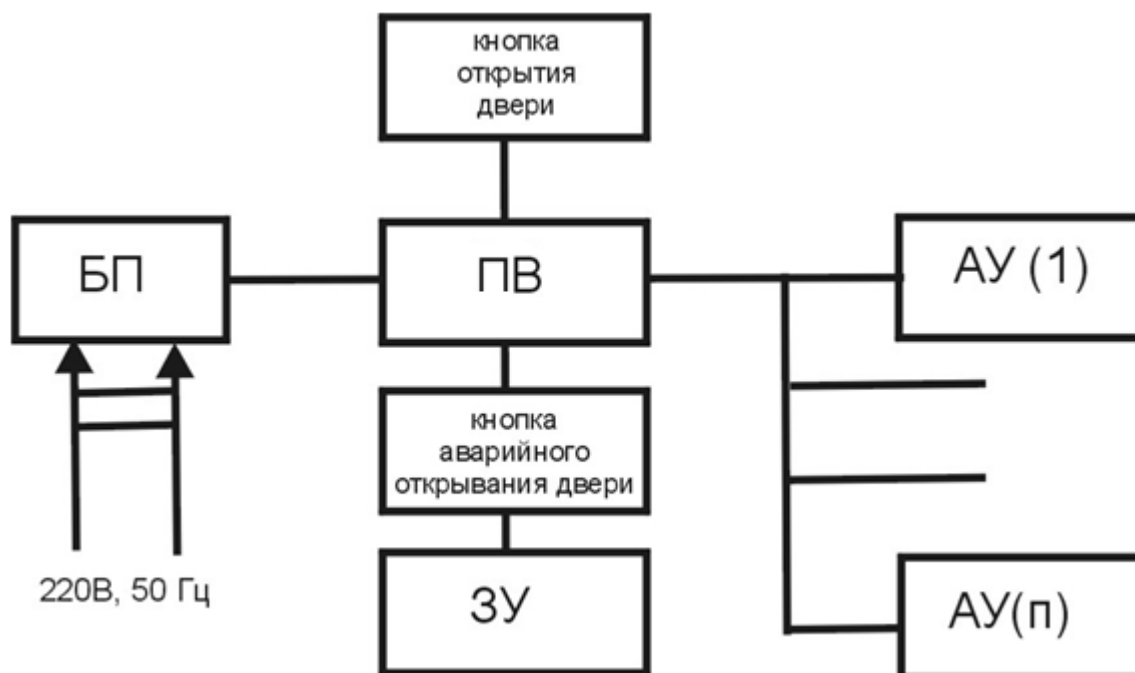 кнопка
открытия
двери
БП
ПВ
АУ (1)
кнопка
аварийного
открывания двери
220В, 50 Гц
ЗУ
АУ(п)